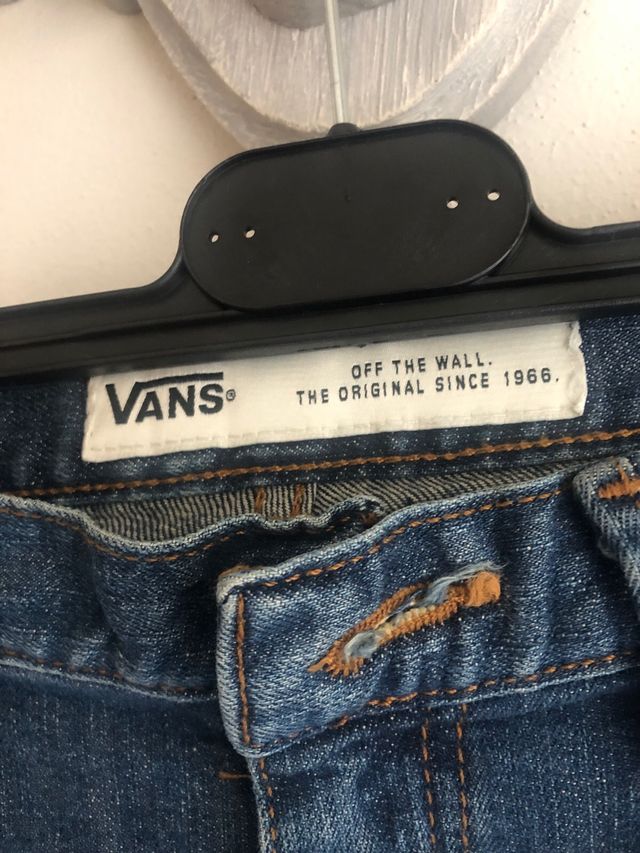 VANS®
OFF THE WALL.
THE ORIGINAL SINCE 1966.